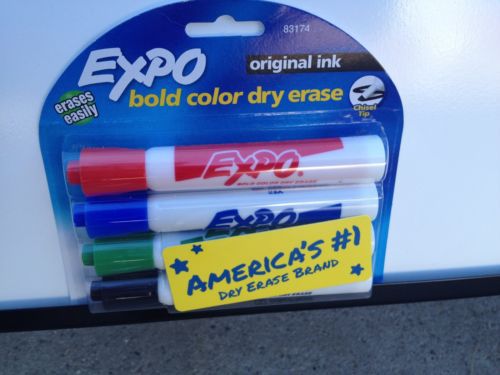 83174
EXPO
original ink
bold color dry erase
erases
easily
Chisel
Tip
EXPO
BOLD COLOR DRY ERASE
EXPO
AMERICA'S #1
DRY ERASE BRAND